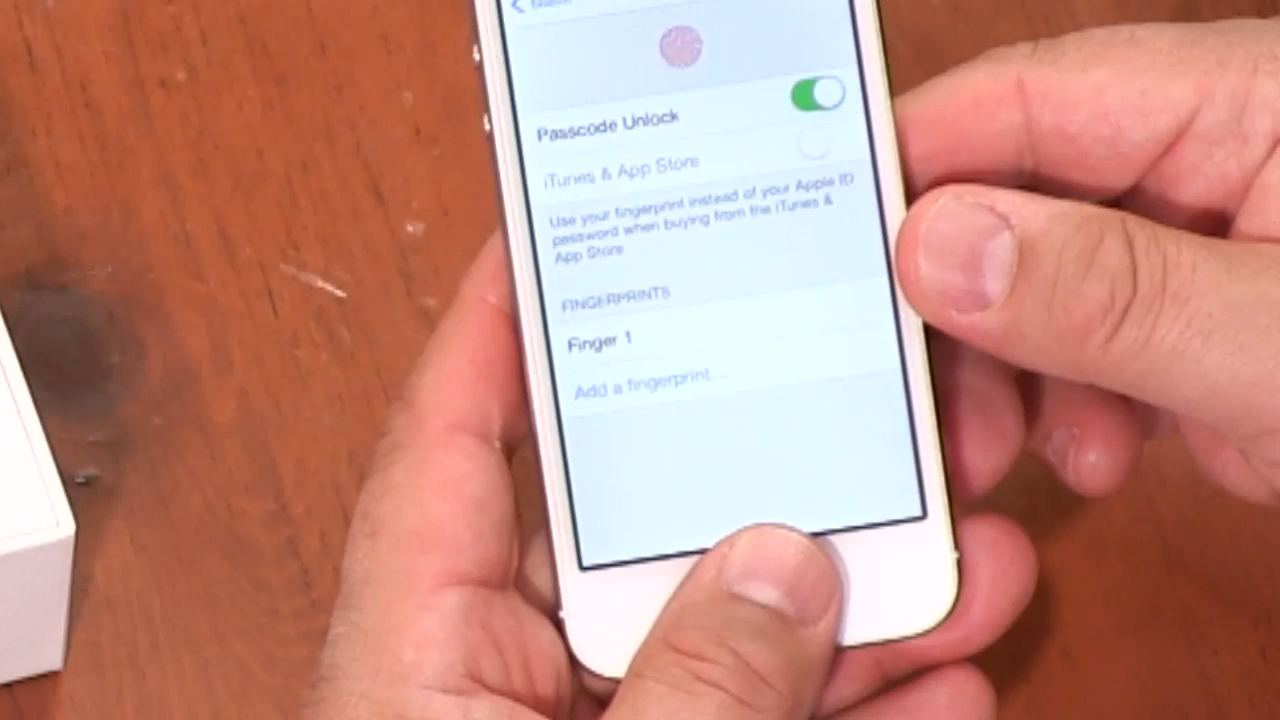 Back
Passcode Unlock
iTunes & App Store
Use your fingerprint instead of your Apple ID
password when buying from the iTunes &
App Store.
FINGERPRINTS
Finger 1
Add a fingerprint...